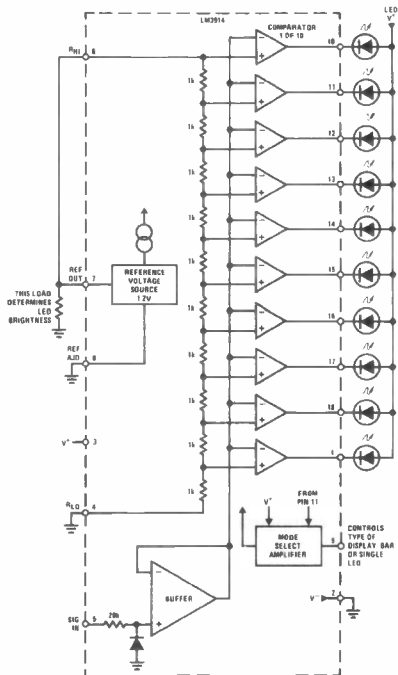 LM3914
COMPARATOR
1 OF 10
LED
V+
RHI
6
10
1k
11
1k
12
1k
13
1k
14
1k
REF
OUT
7
REFERENCE
VOLTAGE
SOURCE
1.2V
15
1k
THIS LOAD
DETERMINES
LED
BRIGHTNESS
16
1k
REF
ADJ
8
17
1k
18
1k
V+
3
1
1k
RLO
4
V+
FROM
PIN 11
MODE
SELECT
AMPLIFIER
9
CONTROLS
TYPE OF
DISPLAY BAR
OR SINGLE
LED
BUFFER
V−
2
SIG
IN
5
20k